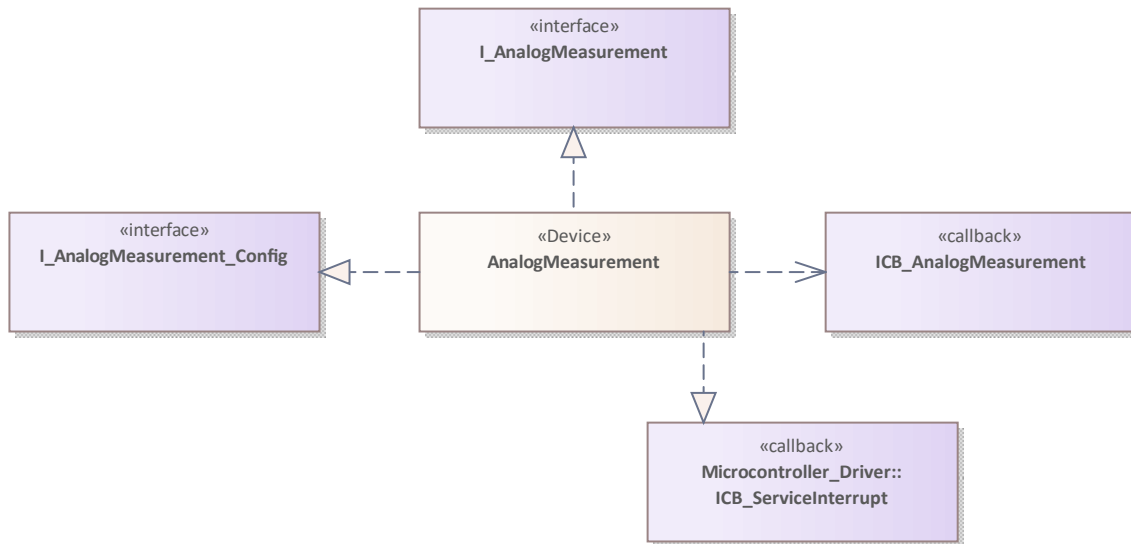 «interface»
I_AnalogMeasurement
«interface»
I_AnalogMeasurement_Config
«Device»
AnalogMeasurement
«callback»
ICB_AnalogMeasurement
«callback»
Microcontroller_Driver::
ICB_ServiceInterrupt